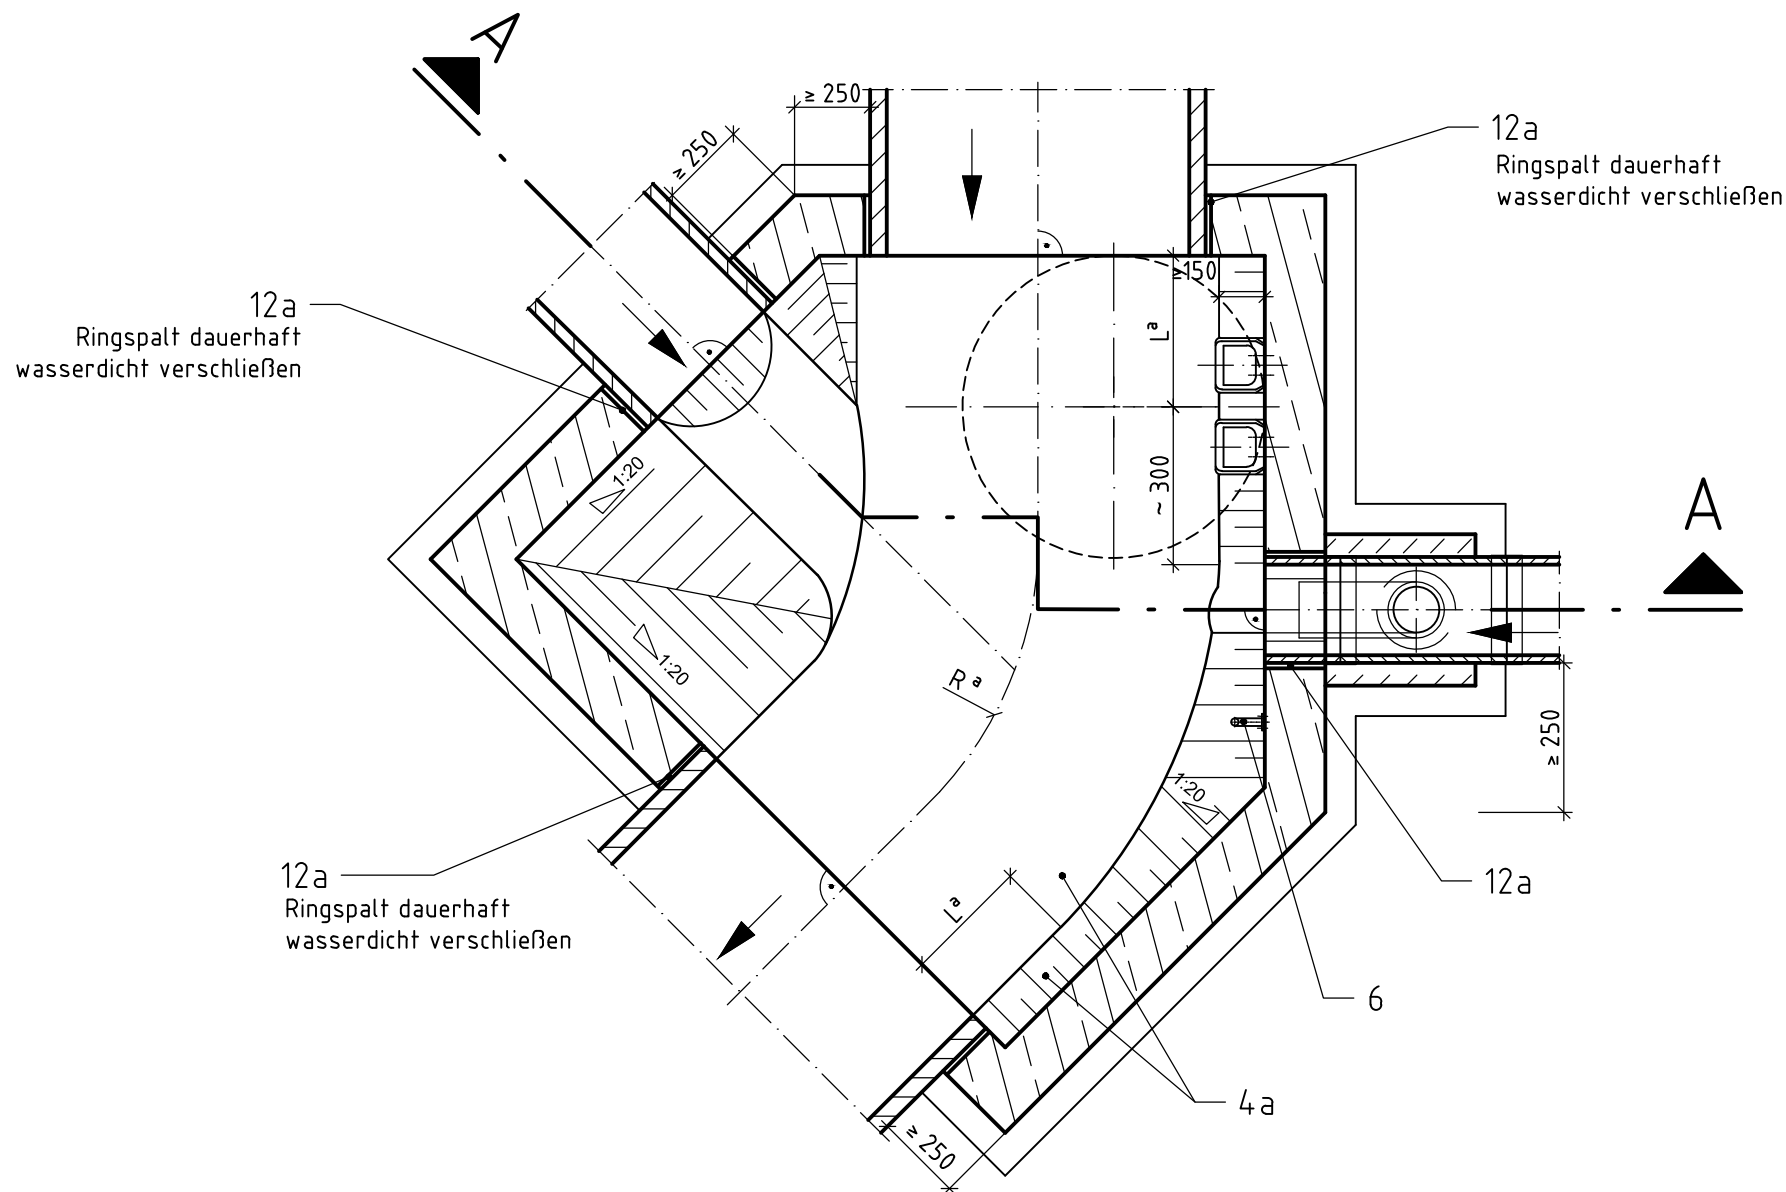 A
≥ 250
≥ 250
12a
Ringspalt dauerhaft
wasserdicht verschließen
≥150
Lª
12a
Ringspalt dauerhaft
wasserdicht verschließen
1:20
~ 300
A
1:20
Rª
≥ 250
1:20
12a
Ringspalt dauerhaft
wasserdicht verschließen
12a
Lª
6
4a
≥ 250